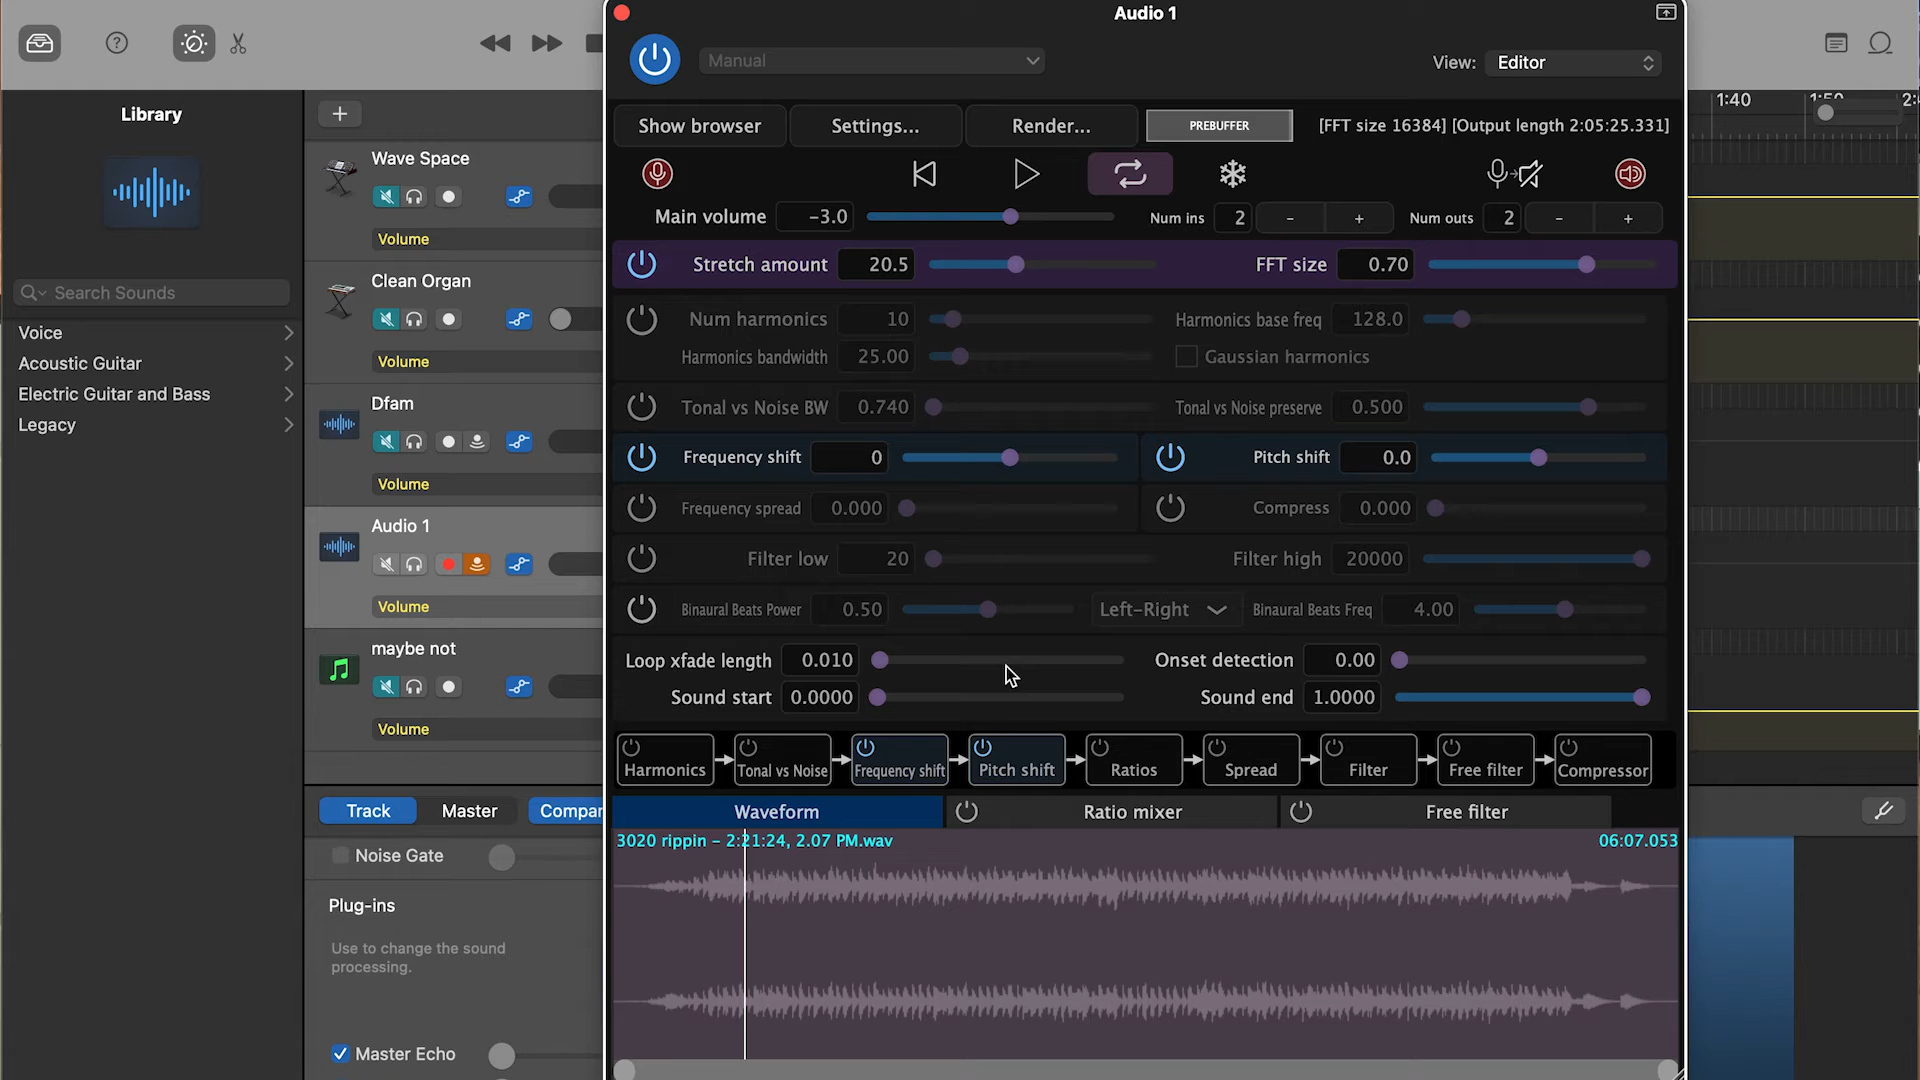 Audio 1
Manual
View: Editor
Library
Search Sounds
Voice
Acoustic Guitar
Electric Guitar and Bass
Legacy
Wave Space
Volume
Clean Organ
Volume
Dfam
Volume
Audio 1
Volume
maybe not
Volume
Track Master Compar
Noise Gate
Plug-ins
Use to change the sound
processing.
Master Echo
Show browser Settings... Render... PREBUFFER [FFT size 16384] [Output length 2:05:25.331]
Main volume -3.0 Num ins 2 - + Num outs 2 - +
Stretch amount 20.5 FFT size 0.70
Num harmonics 10 Harmonics base freq 128.0
Harmonics bandwidth 25.00 Gaussian harmonics
Tonal vs Noise BW 0.740 Tonal vs Noise preserve 0.500
Frequency shift 0 Pitch shift 0.0
Frequency spread 0.000 Compress 0.000
Filter low 20 Filter high 20000
Binaural Beats Power 0.50 Left-Right Binaural Beats Freq 4.00
Loop xfade length 0.010 Onset detection 0.00
Sound start 0.0000 Sound end 1.0000
Harmonics Tonal vs Noise Frequency shift Pitch shift Ratios Spread Filter Free filter Compressor
Waveform Ratio mixer Free filter
3020 rippin - 2:21:24, 2.07 PM.wav 06:07.053
1:40 1:50 2: